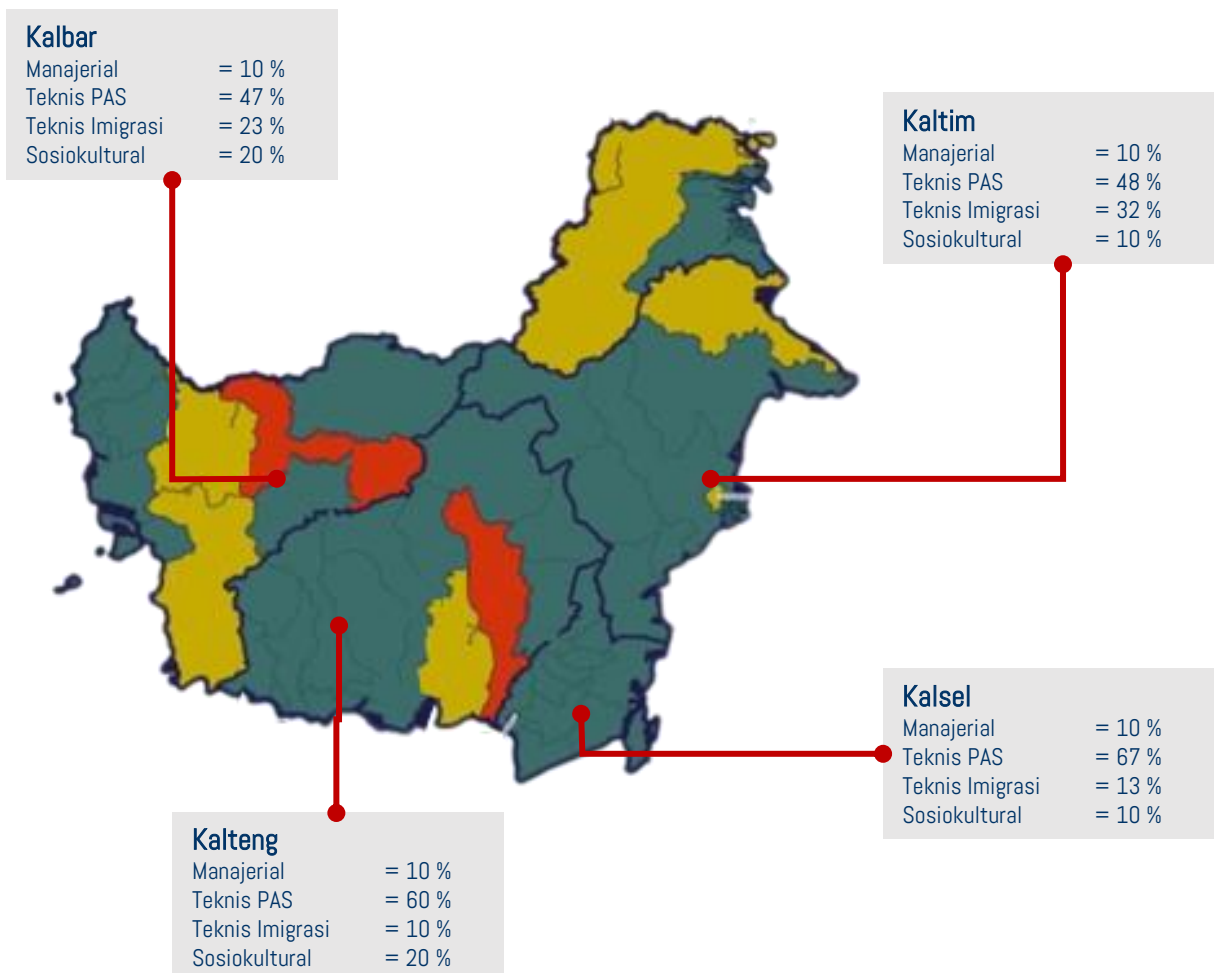 Kalbar
Manajerial = 10 %
Teknis PAS = 47 %
Teknis Imigrasi = 23 %
Sosiokultural = 20 %
Kaltim
Manajerial = 10 %
Teknis PAS = 48 %
Teknis Imigrasi = 32 %
Sosiokultural = 10 %
Kalsel
Manajerial = 10 %
Teknis PAS = 67 %
Teknis Imigrasi = 13 %
Sosiokultural = 10 %
Kalteng
Manajerial = 10 %
Teknis PAS = 60 %
Teknis Imigrasi = 10 %
Sosiokultural = 20 %